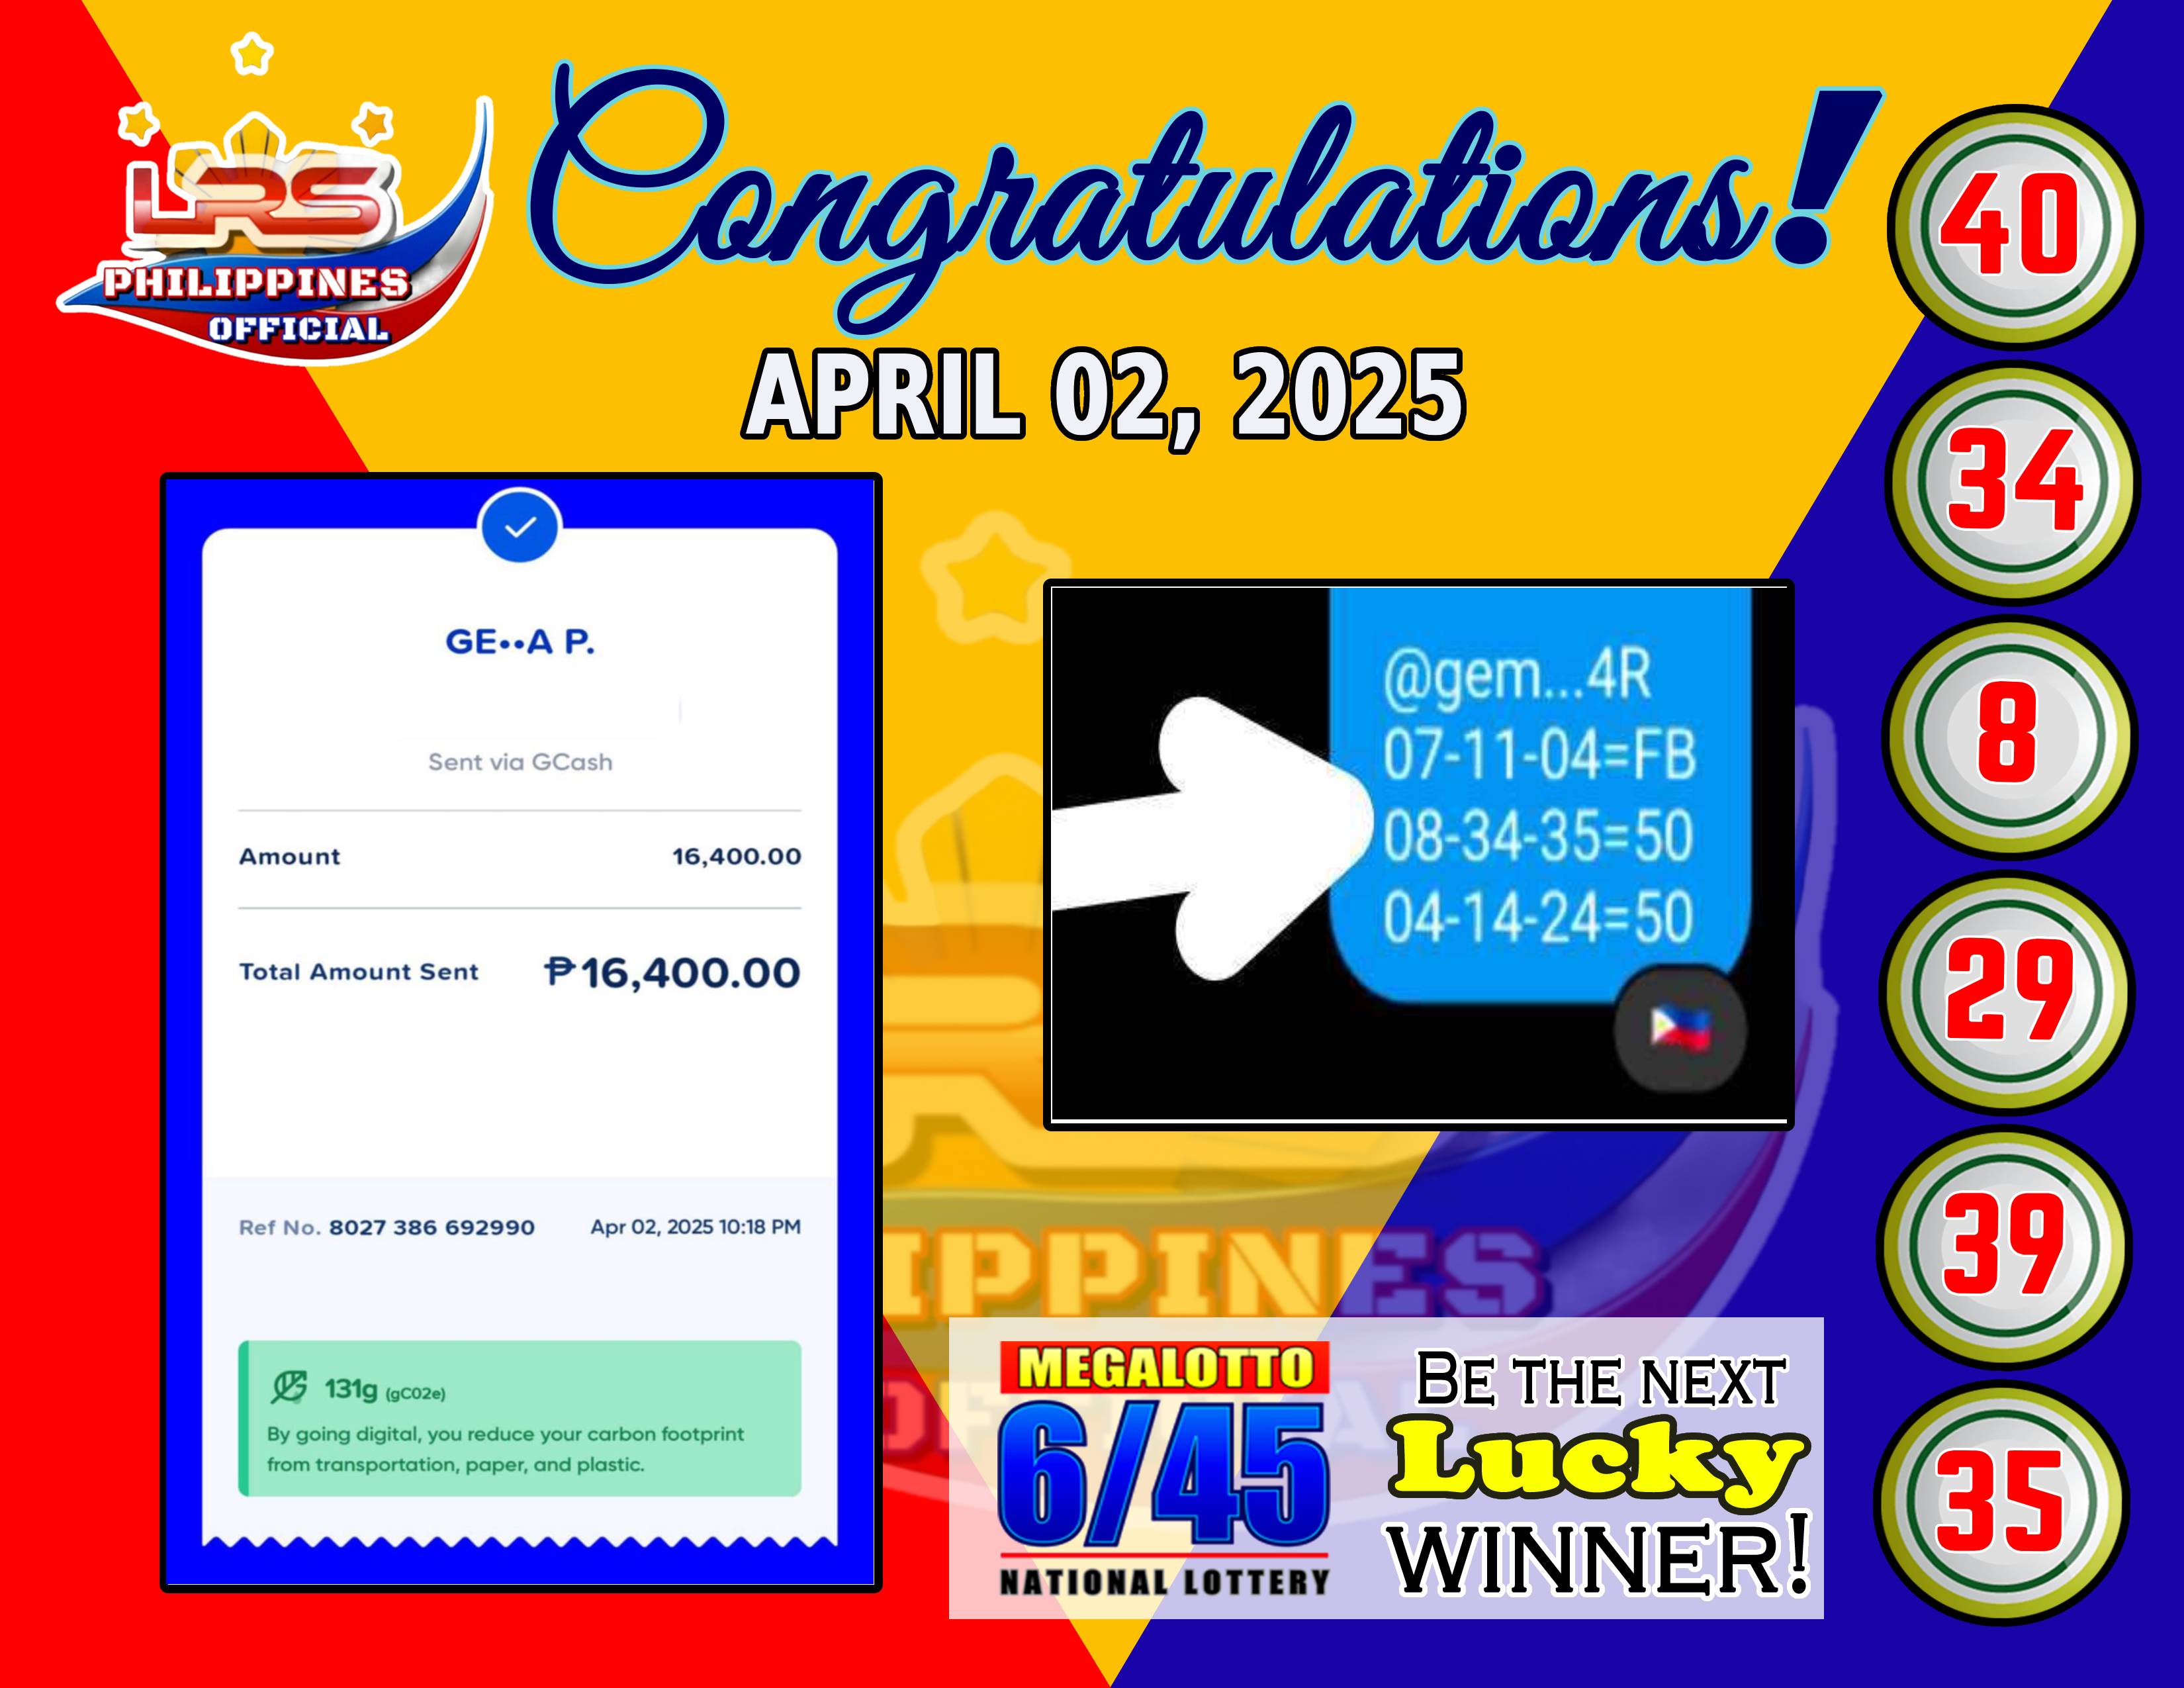 LRS
PHILIPPINES
OFFICIAL
Congratulations!
APRIL 02, 2025
GE••A P.
Sent via GCash
Amount 16,400.00
Total Amount Sent ₱16,400.00
Ref No. 8027 386 692990 Apr 02, 2025 10:18 PM
131g (gC02e)
By going digital, you reduce your carbon footprint
from transportation, paper, and plastic.
@gem...4R
07-11-04=FB
08-34-35=50
04-14-24=50
IPPINES
MEGALOTTO
6/45
NATIONAL LOTTERY
BE THE NEXT
Lucky
WINNER!
40
34
8
29
39
35